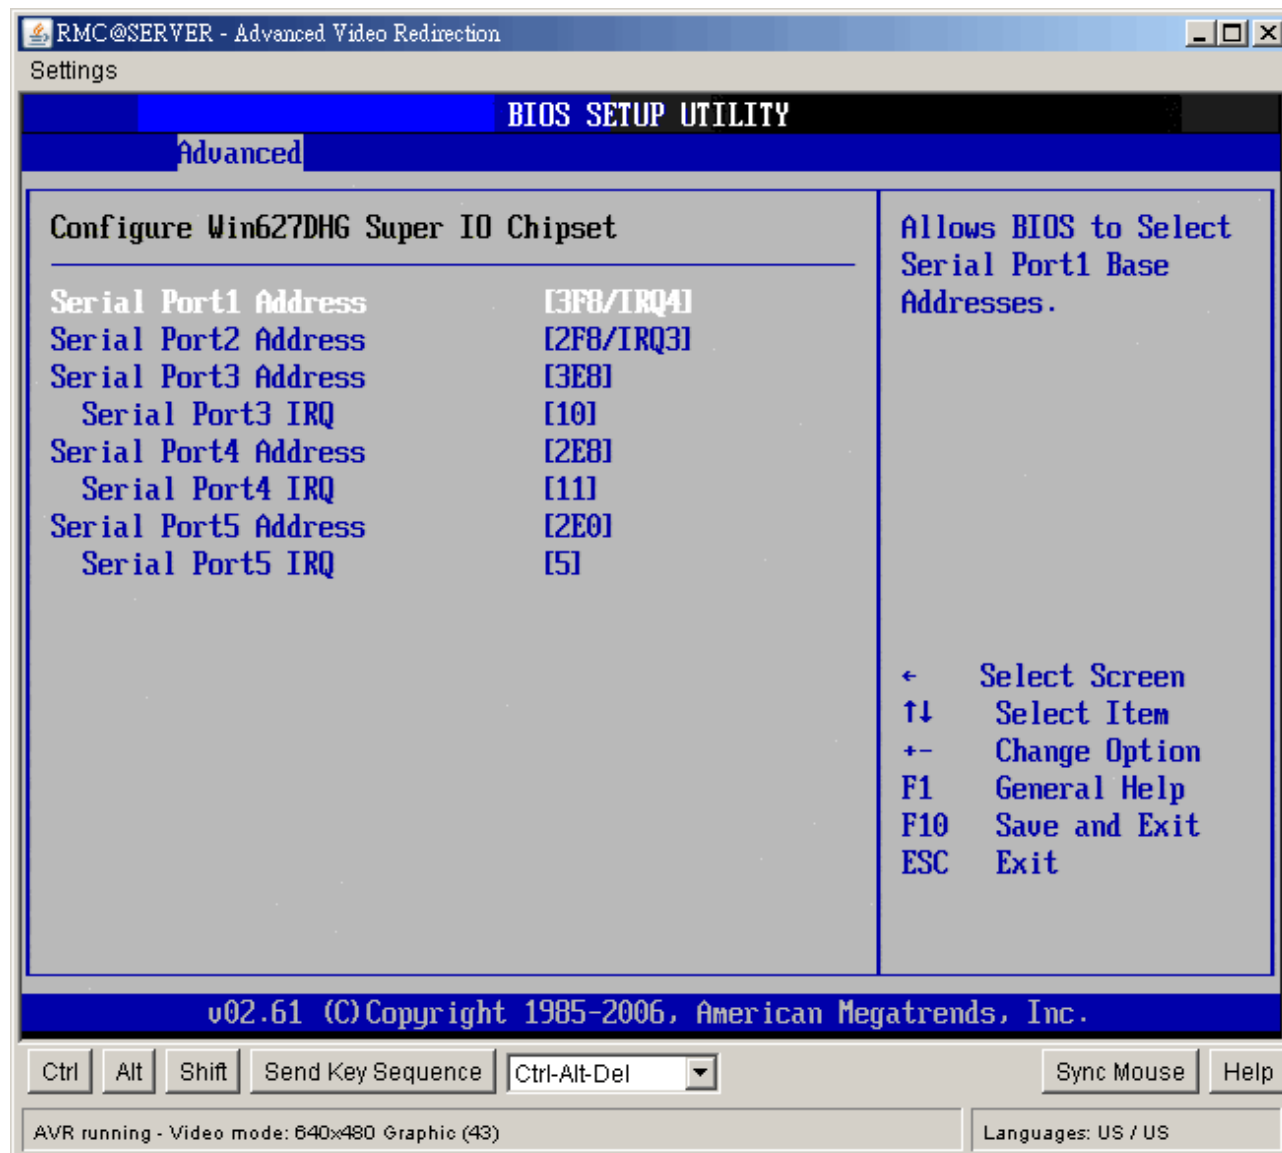 RMC@SERVER - Advanced Video Redirection
Settings
BIOS SETUP UTILITY
Advanced
Configure Win627DHG Super IO Chipset
Serial Port1 Address [3F8/IRQ4]
Serial Port2 Address [2F8/IRQ3]
Serial Port3 Address [3E8]
Serial Port3 IRQ [10]
Serial Port4 Address [2E8]
Serial Port4 IRQ [11]
Serial Port5 Address [2E0]
Serial Port5 IRQ [5]
Allows BIOS to Select
Serial Port1 Base
Addresses.
← Select Screen
↑↓ Select Item
+- Change Option
F1 General Help
F10 Save and Exit
ESC Exit
v02.61 (C)Copyright 1985-2006, American Megatrends, Inc.
Ctrl Alt Shift Send Key Sequence Ctrl-Alt-Del Sync Mouse Help
AVR running - Video mode: 640x480 Graphic (43) Languages: US / US